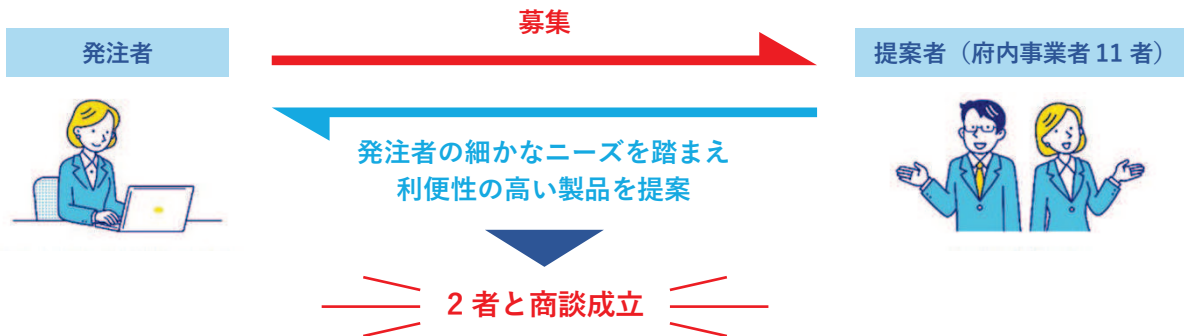 募集
発注者
提案者（府内事業者 11 者）
発注者の細かなニーズを踏まえ
利便性の高い製品を提案
2 者と商談成立